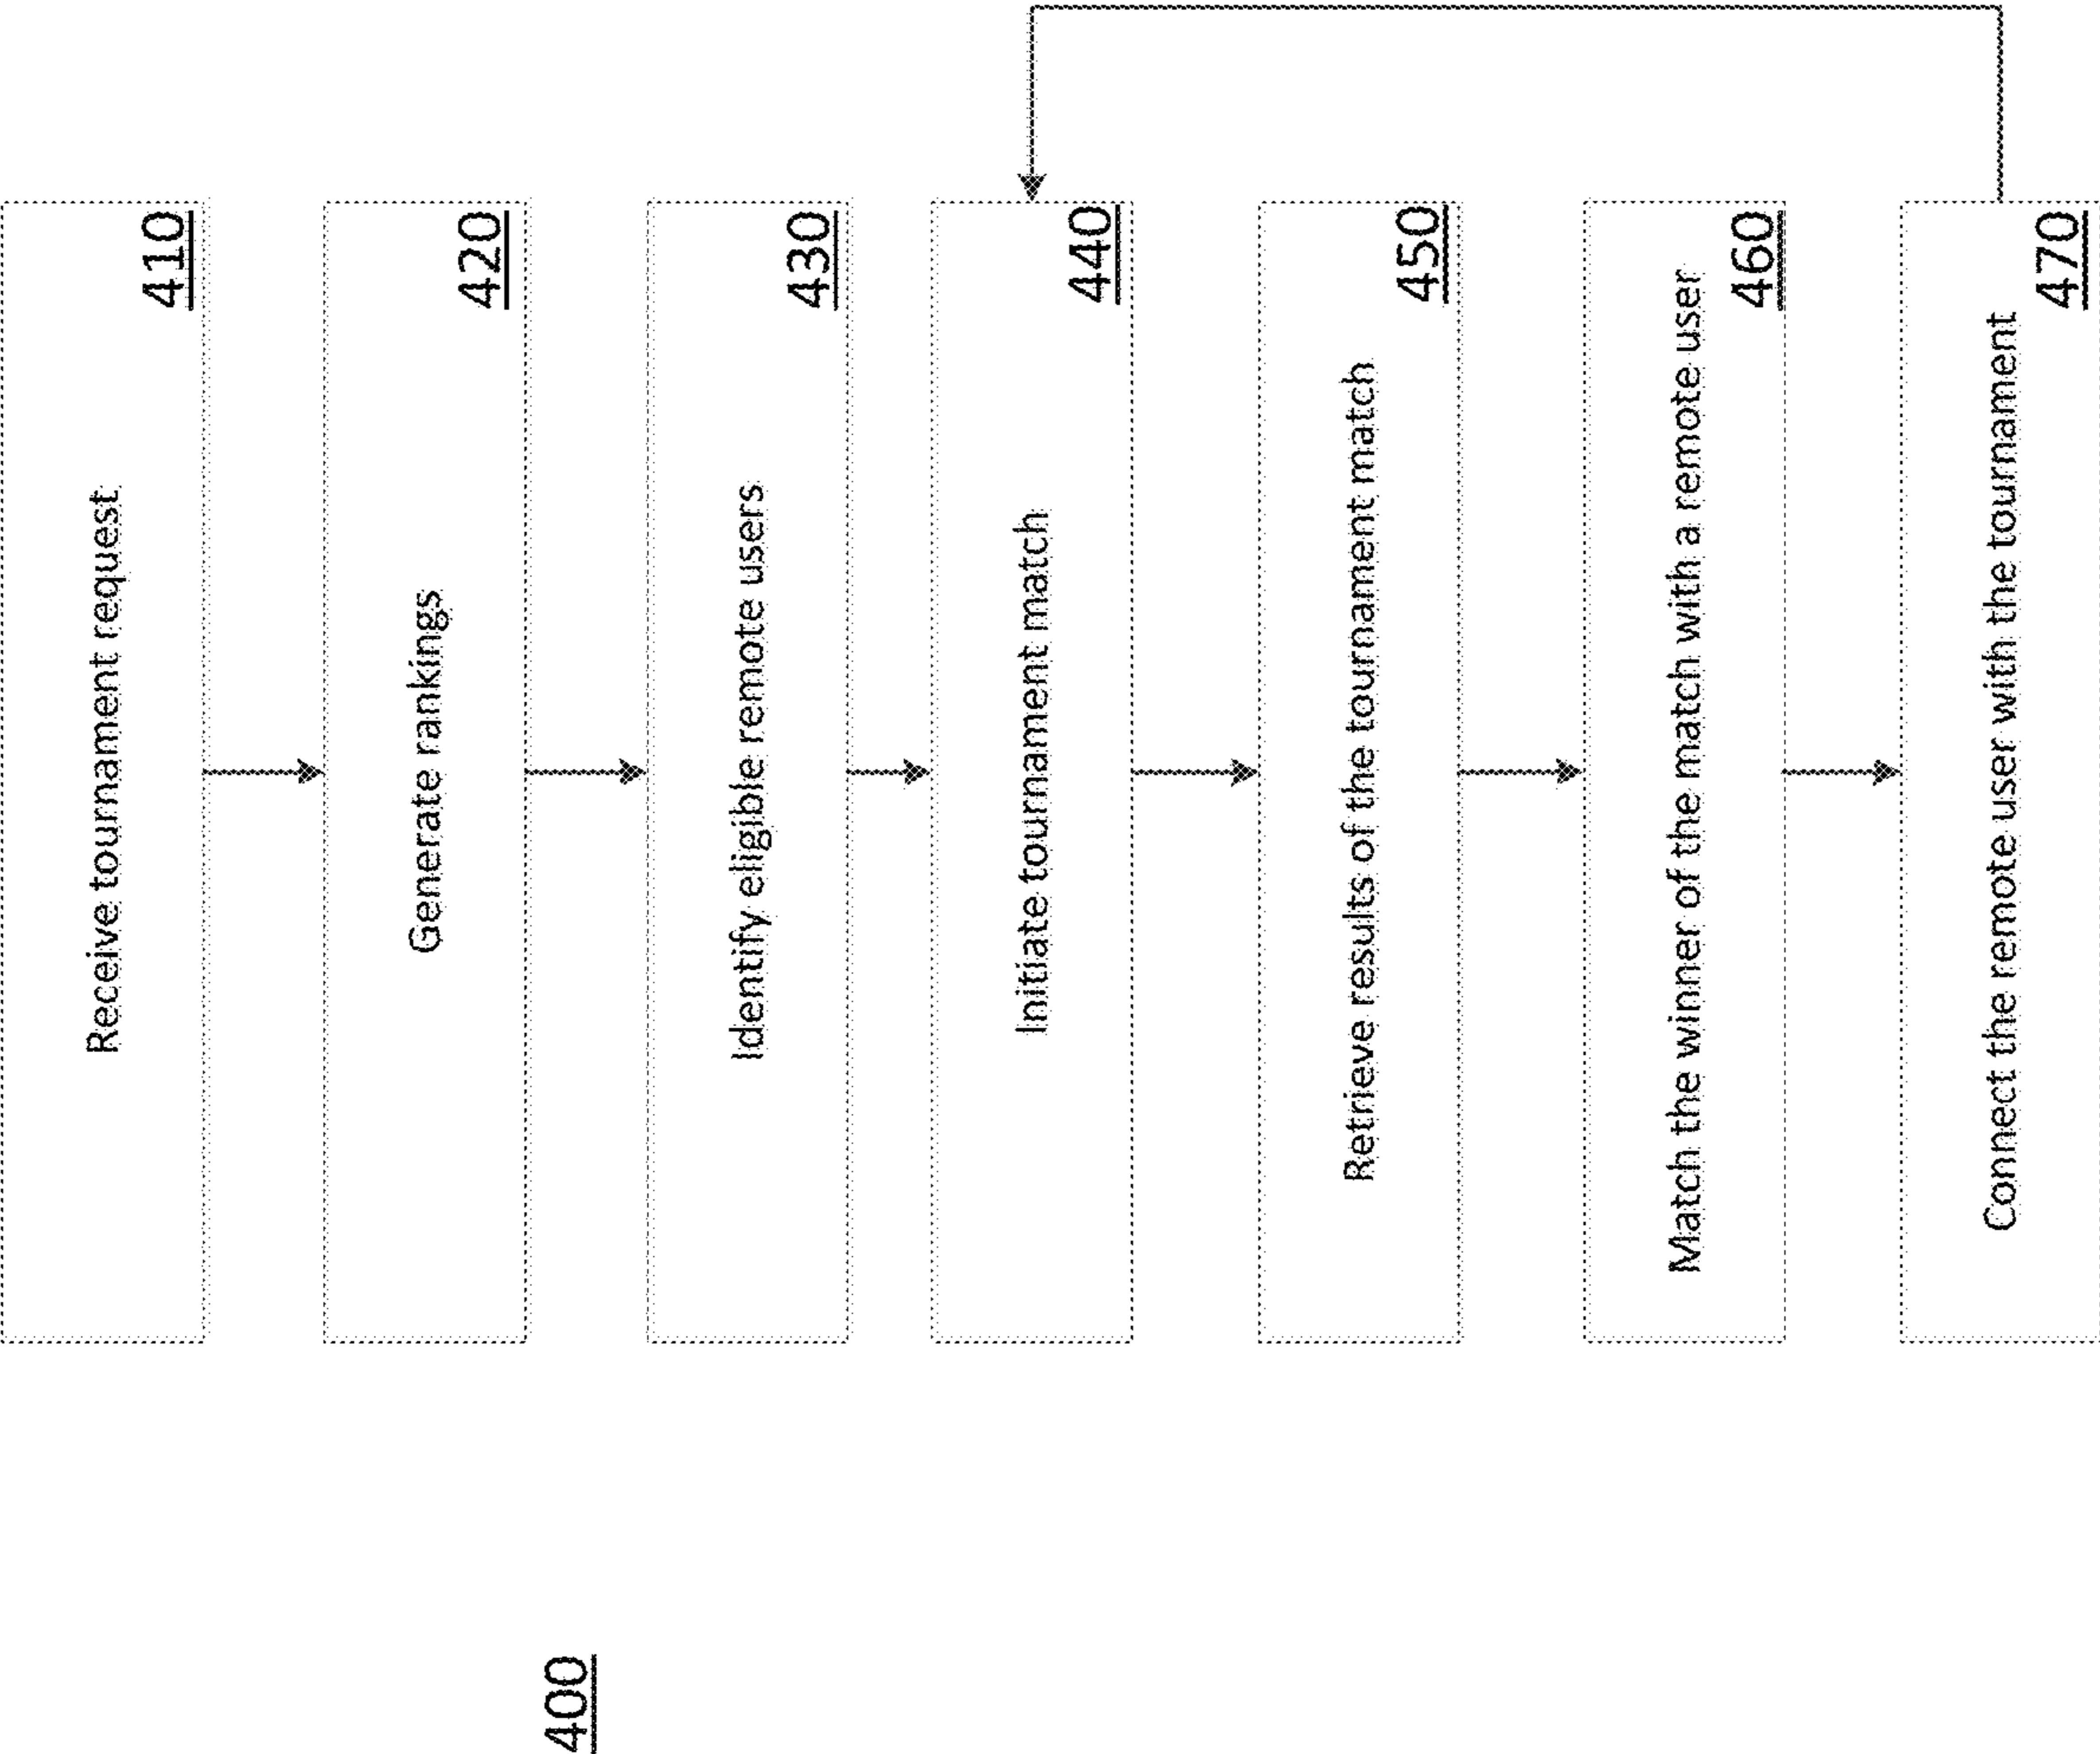 400
Receive tournament request
410
Generate rankings
420
Identify eligible remote users
430
Initiate tournament match
440
Retrieve results of the tournament match
450
Match the winner of the match with a remote user
460
Connect the remote user with the tournament
470